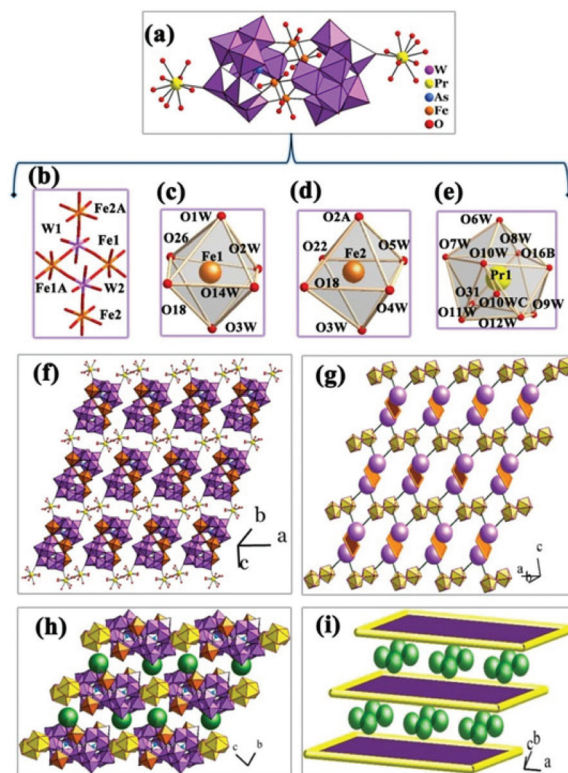 (a)
W
Pr
As
Fe
O
(b)
Fe2A
W1
Fe1
Fe1A
W2
Fe2
(c)
O1W
O26
O2W
Fe1
O14W
O18
O3W
(d)
O2A
O22
O5W
Fe2
O18
O4W
O3W
(e)
O6W
O7W
O8W
O10W
O16B
Pr1
O31
O10WC
O9W
O11W
O12W
(f)
b
a
c
(g)
c
a
b
(h)
c
b
(i)
b
c
a